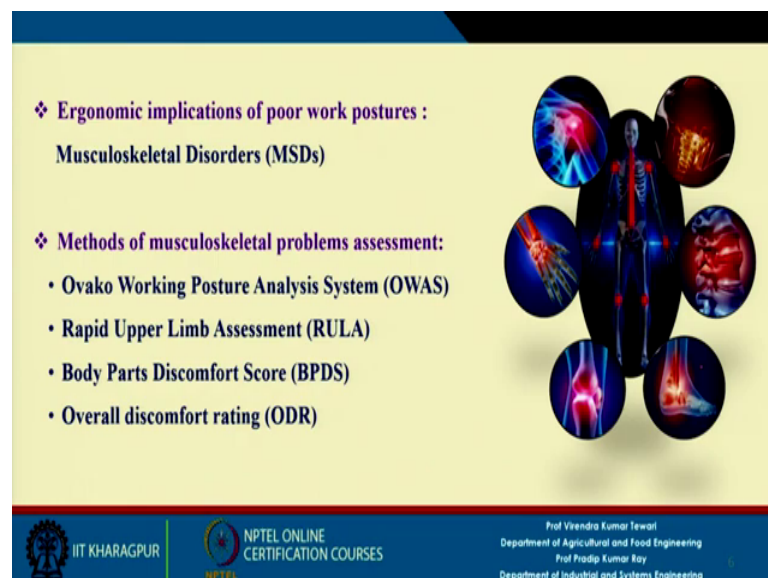 ❖ Ergonomic implications of poor work postures :
Musculoskeletal Disorders (MSDs)
❖ Methods of musculoskeletal problems assessment:
• Ovako Working Posture Analysis System (OWAS)
• Rapid Upper Limb Assessment (RULA)
• Body Parts Discomfort Score (BPDS)
• Overall discomfort rating (ODR)
IIT KHARAGPUR
NPTEL
NPTEL ONLINE
CERTIFICATION COURSES
Prof Virendra Kumar Tewari
Department of Agricultural and Food Engineering
Prof Pradip Kumar Ray
Department of Industrial and Systems Engineering
6